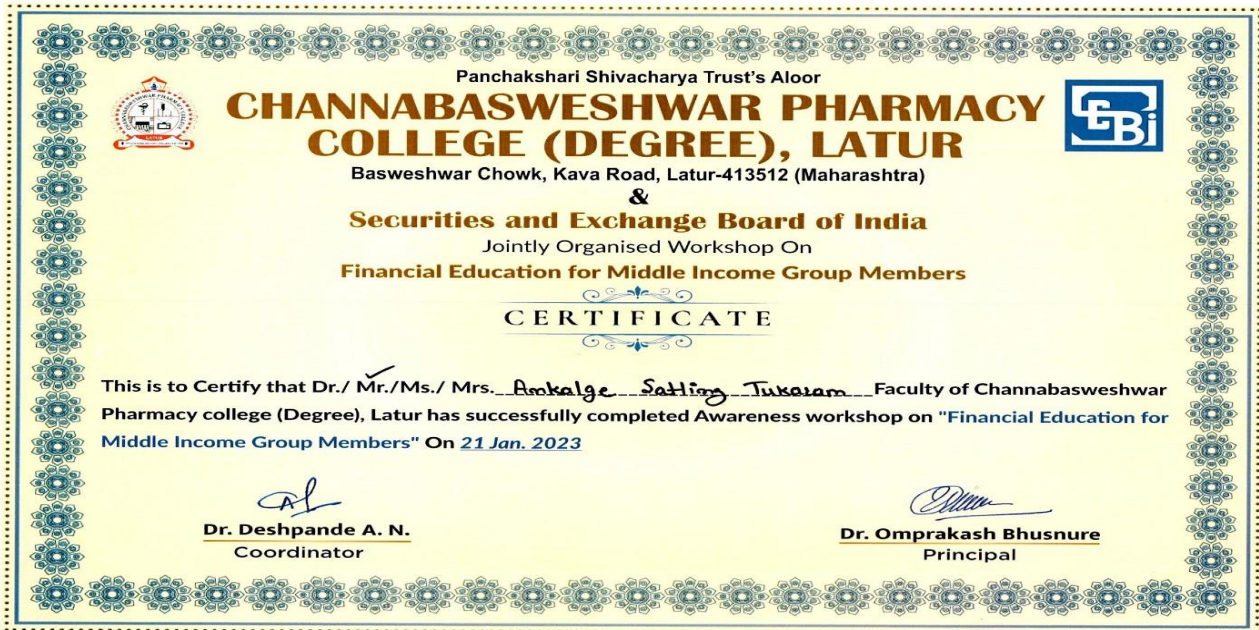 Panchakshari Shivacharya Trust's Aloor
CHANNABASWESHWAR PHARMACY
COLLEGE (DEGREE), LATUR
Basweshwar Chowk, Kava Road, Latur-413512 (Maharashtra)
&
Securities and Exchange Board of India
Jointly Organised Workshop On
Financial Education for Middle Income Group Members
CERTIFICATE
This is to Certify that Dr./ Mr./Ms./ Mrs. Ankalge Satling Tukaram Faculty of Channabasweshwar
Pharmacy college (Degree), Latur has successfully completed Awareness workshop on "Financial Education for
Middle Income Group Members" On 21 Jan. 2023
Dr. Deshpande A. N.
Coordinator
Dr. Omprakash Bhusnure
Principal
SEBI
LATUR